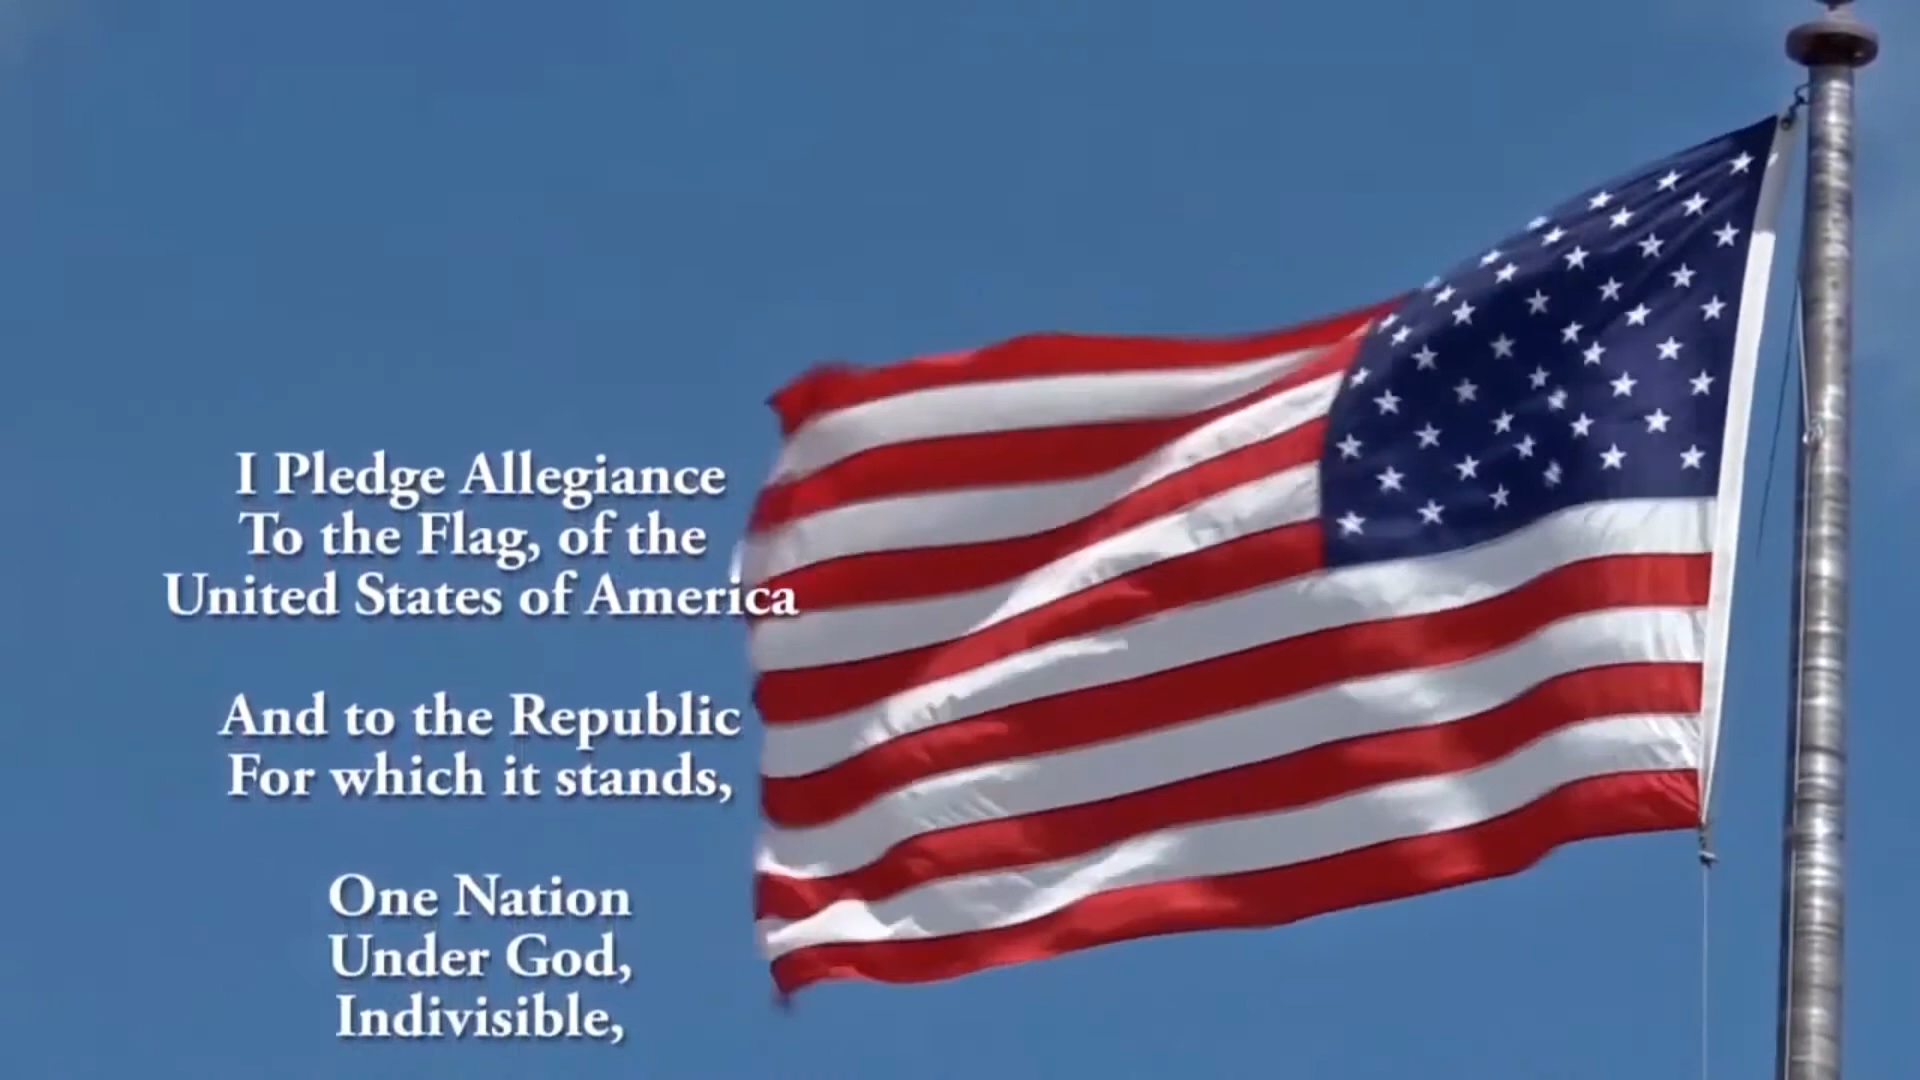 I Pledge Allegiance
To the Flag, of the
United States of America
And to the Republic
For which it stands,
One Nation
Under God,
Indivisible,